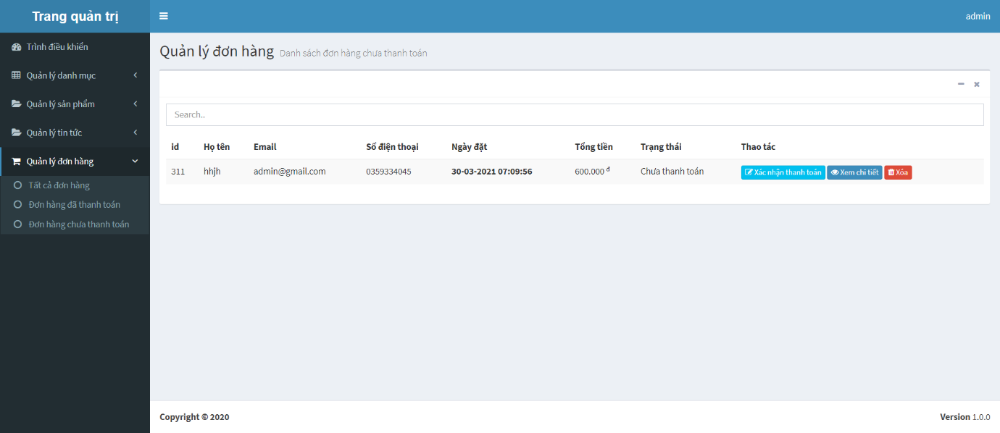 Trang quản trị
admin
Trình điều khiển
Quản lý danh mục
Quản lý sản phẩm
Quản lý tin tức
Quản lý đơn hàng
Tất cả đơn hàng
Đơn hàng đã thanh toán
Đơn hàng chưa thanh toán
Quản lý đơn hàng Danh sách đơn hàng chưa thanh toán
Search..
id Họ tên Email Số điện thoại Ngày đặt Tổng tiền Trạng thái Thao tác
311 hhjh admin@gmail.com 0359334045 30-03-2021 07:09:56 600.000 đ Chưa thanh toán Xác nhận thanh toán Xem chi tiết Xóa
Copyright © 2020 Version 1.0.0